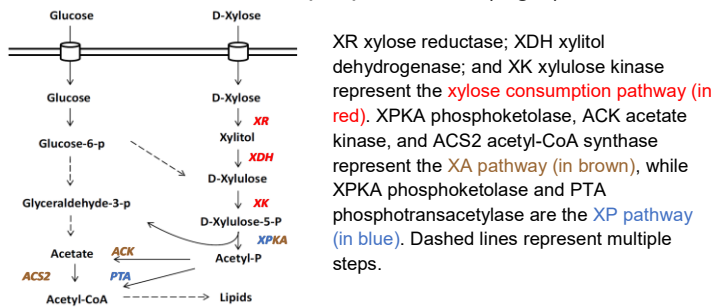 Glucose
D-Xylose
Glucose
D-Xylose
XR
Glucose-6-p
Xylitol
XDH
D-Xylulose
XK
Glyceraldehyde-3-p
D-Xylulose-5-P
XPKA
Acetate
ACK
Acetyl-P
ACS2
PTA
Acetyl-CoA
Lipids
XR xylose reductase; XDH xylitol
dehydrogenase; and XK xylulose kinase
represent the xylose consumption pathway (in
red). XPKA phosphoketolase, ACK acetate
kinase, and ACS2 acetyl-CoA synthase
represent the XA pathway (in brown), while
XPKA phosphoketolase and PTA
phosphotransacetylase are the XP pathway
(in blue). Dashed lines represent multiple
steps.